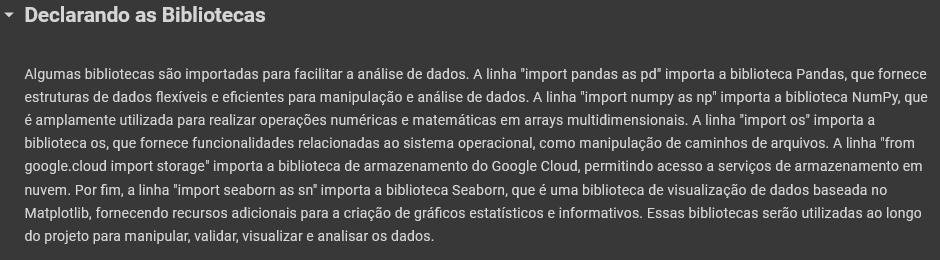 Declarando as Bibliotecas
Algumas bibliotecas são importadas para facilitar a análise de dados. A linha "import pandas as pd" importa a biblioteca Pandas, que fornece
estruturas de dados flexíveis e eficientes para manipulação e análise de dados. A linha "import numpy as np" importa a biblioteca NumPy, que
é amplamente utilizada para realizar operações numéricas e matemáticas em arrays multidimensionais. A linha "import os" importa a
biblioteca os, que fornece funcionalidades relacionadas ao sistema operacional, como manipulação de caminhos de arquivos. A linha "from
google.cloud import storage" importa a biblioteca de armazenamento do Google Cloud, permitindo acesso a serviços de armazenamento em
nuvem. Por fim, a linha "import seaborn as sn" importa a biblioteca Seaborn, que é uma biblioteca de visualização de dados baseada no
Matplotlib, fornecendo recursos adicionais para a criação de gráficos estatísticos e informativos. Essas bibliotecas serão utilizadas ao longo
do projeto para manipular, validar, visualizar e analisar os dados.